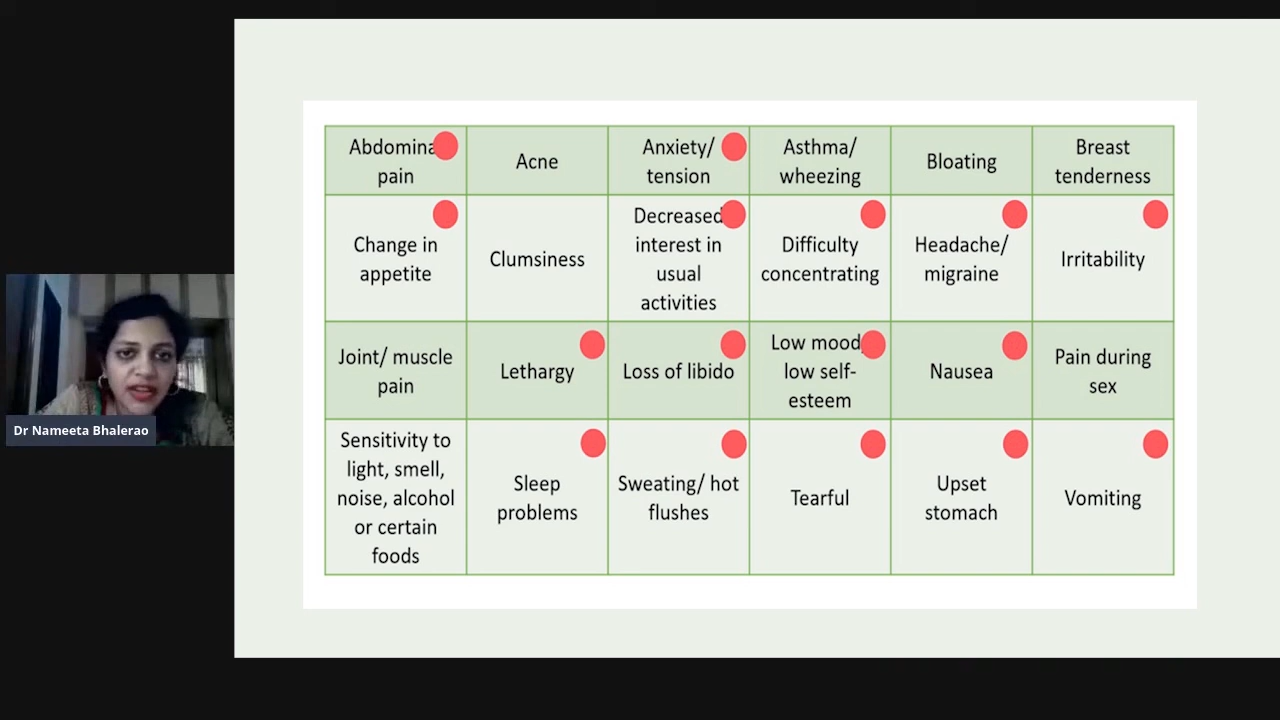 Abdomina
pain
Acne
Anxiety/
tension
Asthma/
wheezing
Bloating
Breast
tenderness
Change in
appetite
Clumsiness
Decreased
interest in
usual
activities
Difficulty
concentrating
Headache/
migraine
Irritability
Joint/ muscle
pain
Lethargy
Loss of libido
Low mood,
low self-
esteem
Nausea
Pain during
sex
Sensitivity to
light, smell,
noise, alcohol
or certain
foods
Sleep
problems
Sweating/ hot
flushes
Tearful
Upset
stomach
Vomiting
Dr Nameeta Bhalerao